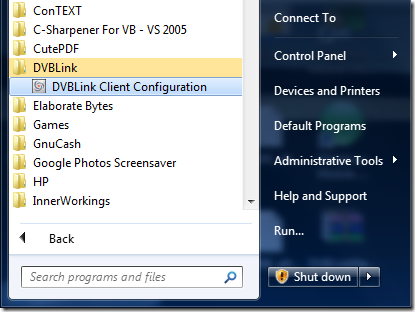 ConTEXT
C-Sharpener For VB - VS 2005
CutePDF
DVBLink
DVBLink Client Configuration
Elaborate Bytes
Games
GnuCash
Google Photos Screensaver
HP
InnerWorkings
Back
Search programs and files
Connect To
Control Panel
Devices and Printers
Default Programs
Administrative Tools
Help and Support
Run...
Shut down